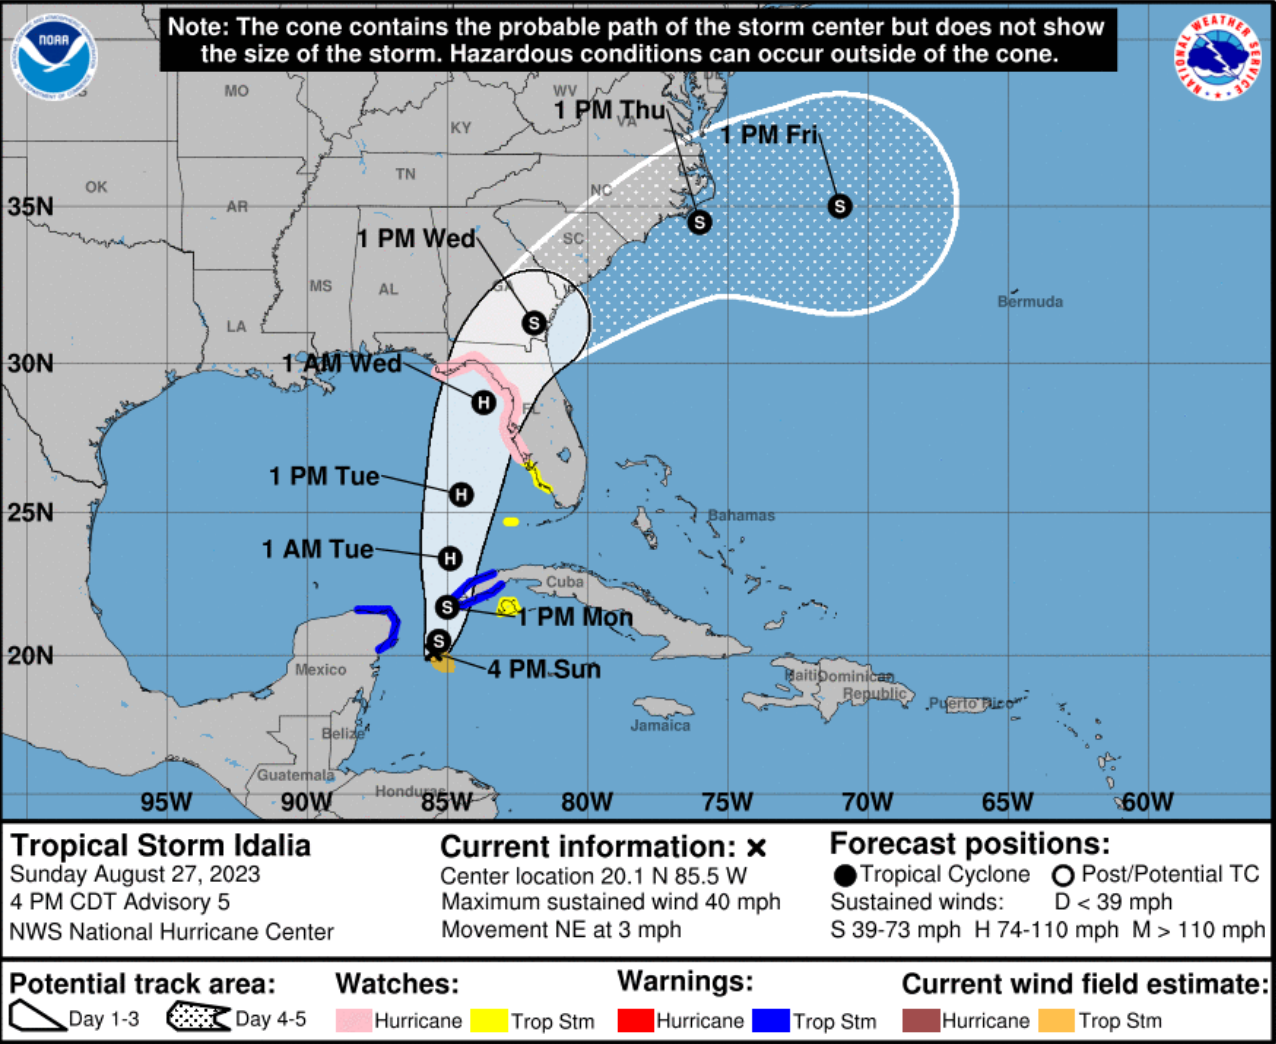 Note: The cone contains the probable path of the storm center but does not show
the size of the storm. Hazardous conditions can occur outside of the cone.
NOAA
NATIONAL WEATHER SERVICE
MO
WV
DE
1 PM Thu
VA
KY
1 PM Fri
TN
OK
NC
AR
35N
S
S
1 PM Wed
SC
MS
AL
GA
Bermuda
LA
S
30N
1 AM Wed
H
FL
1 PM Tue
H
25N
Bahamas
1 AM Tue
H
Cuba
S
1 PM Mon
S
20N
4 PM Sun
Mexico
Haiti
Dominican
Republic
Puerto Rico
Jamaica
Belize
Guatemala
Honduras
95W
90W
85W
80W
75W
70W
65W
60W
Tropical Storm Idalia
Sunday August 27, 2023
4 PM CDT Advisory 5
NWS National Hurricane Center
Current information: x
Center location 20.1 N 85.5 W
Maximum sustained wind 40 mph
Movement NE at 3 mph
Forecast positions:
Tropical Cyclone
Post/Potential TC
Sustained winds:
D < 39 mph
S 39-73 mph
H 74-110 mph
M > 110 mph
Potential track area:
Day 1-3
Day 4-5
Watches:
Hurricane
Trop Stm
Warnings:
Hurricane
Trop Stm
Current wind field estimate:
Hurricane
Trop Stm